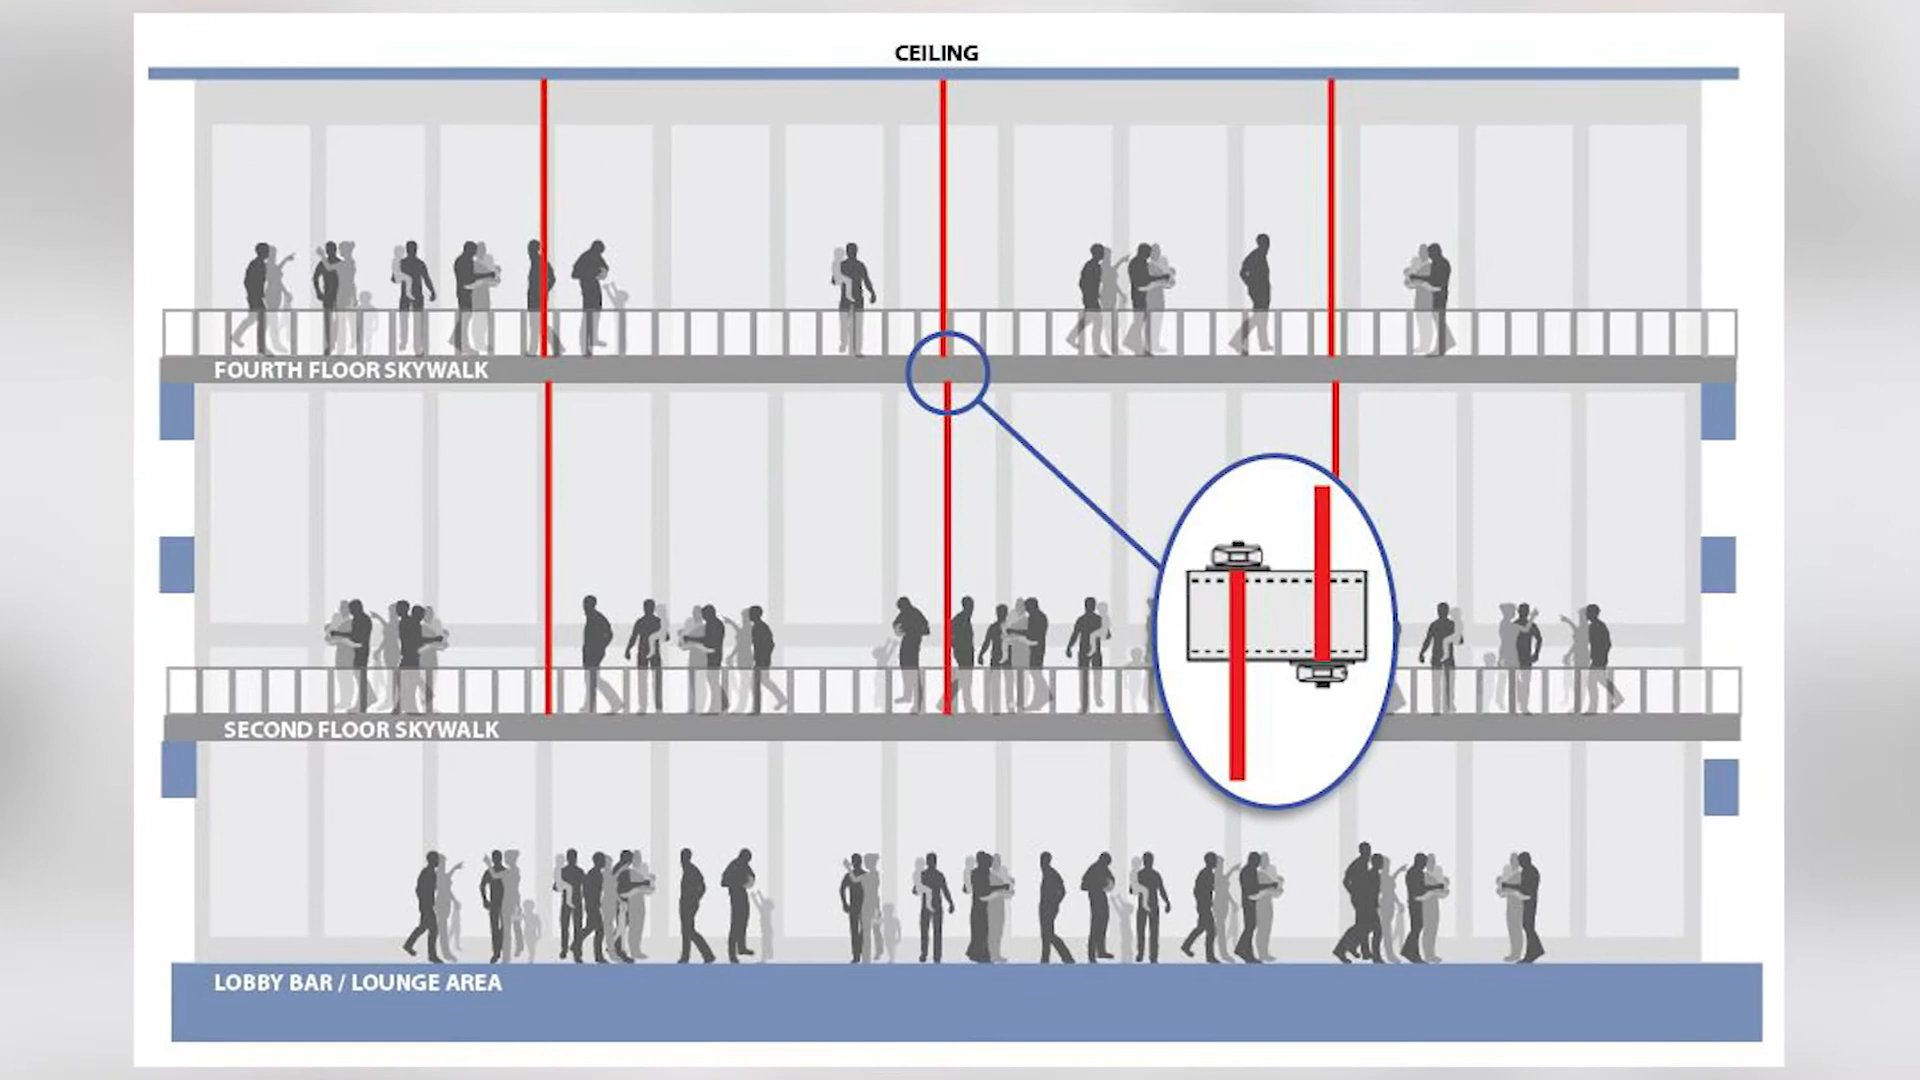 CEILING
FOURTH FLOOR SKYWALK
SECOND FLOOR SKYWALK
LOBBY BAR / LOUNGE AREA